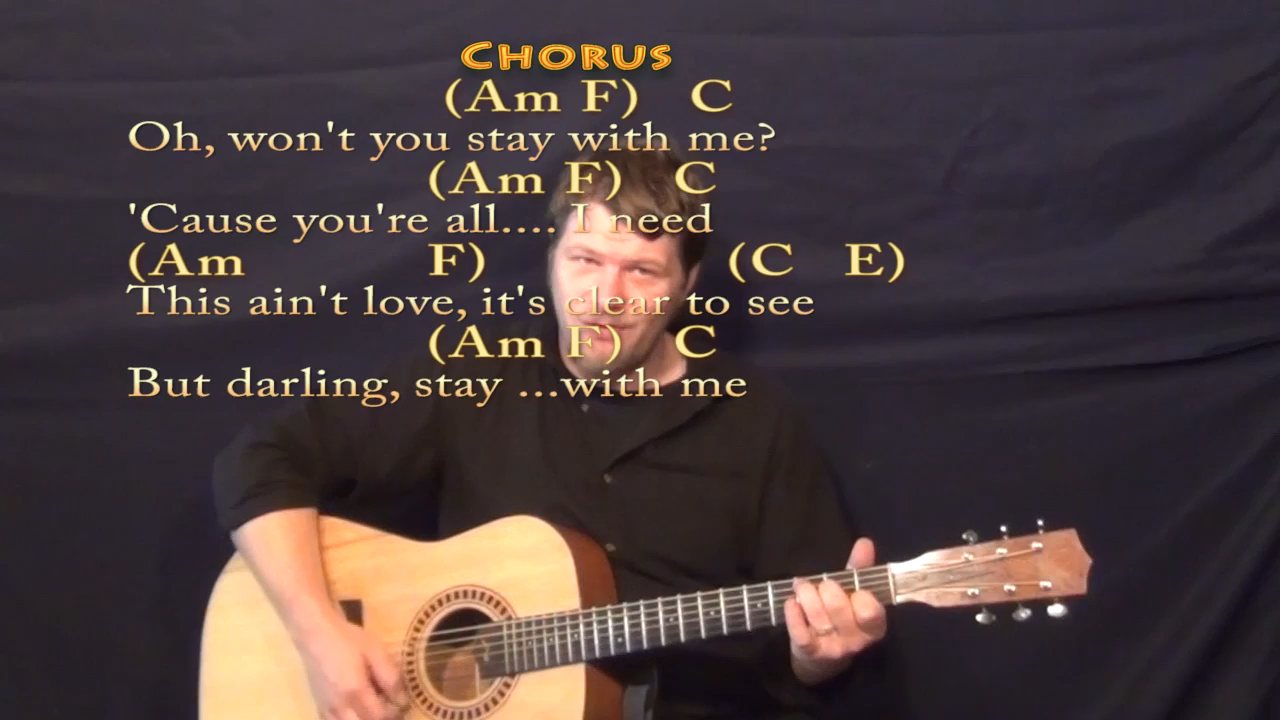 CHORUS
(Am F) C
Oh, won't you stay with me?
(Am F) C
'Cause you're all.... I need
(Am F) (C E)
This ain't love, it's clear to see
(Am F) C
But darling, stay ...with me